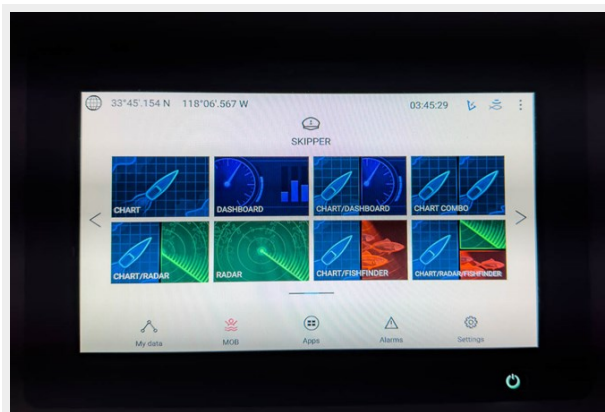 33°45'.154 N 118°06'.567 W 03:45:29
SKIPPER
CHART DASHBOARD CHART/DASHBOARD CHART COMBO
CHART/RADAR RADAR CHART/FISHFINDER CHART/RADAR/FISHFINDER
My data MOB Apps Alarms Settings